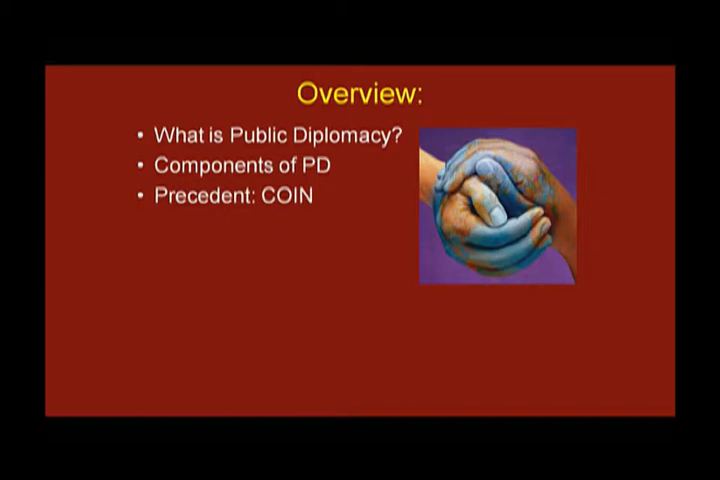 Overview:
• What is Public Diplomacy?
• Components of PD
• Precedent: COIN